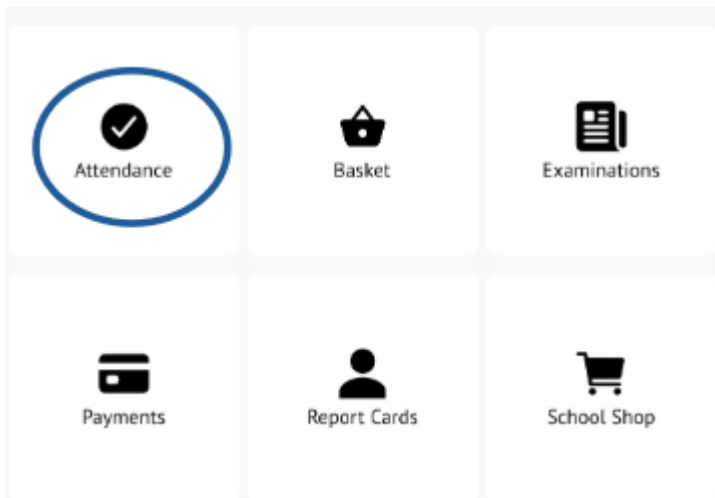 Attendance
Basket
Examinations
Payments
Report Cards
School Shop